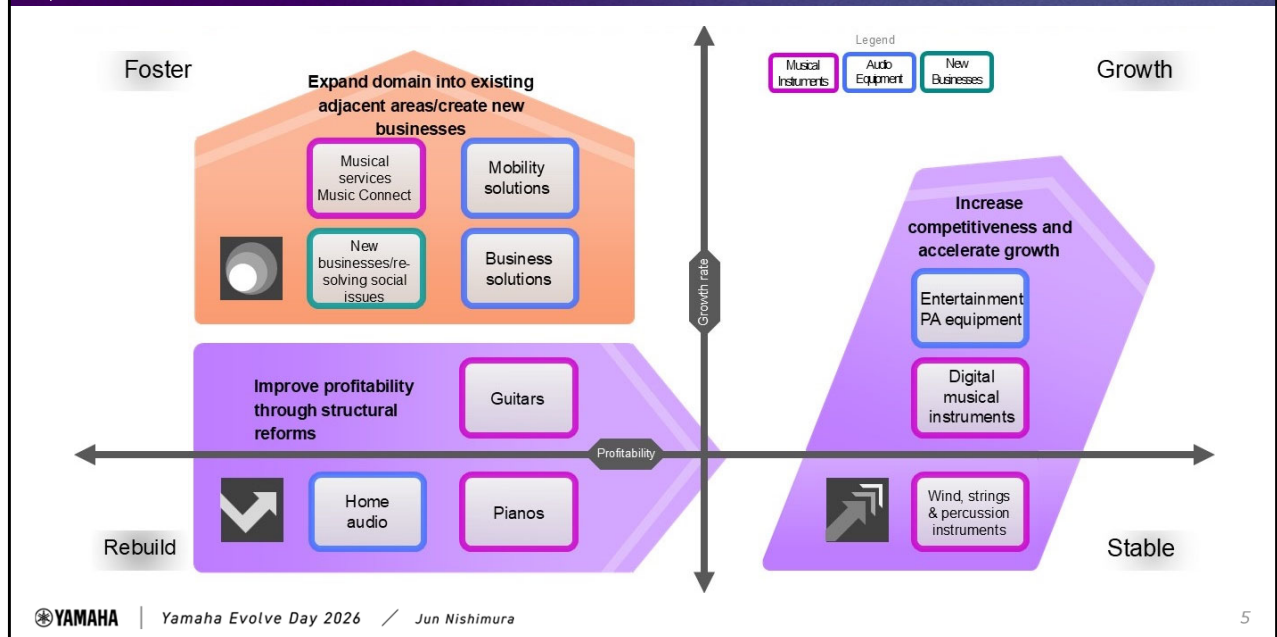 Foster
Expand domain into existing
adjacent areas/create new
businesses
Musical
services
Music Connect
Mobility
solutions
New
businesses/re-
solving social
issues
Business
solutions
Legend
Musical
Instruments
Audio
Equipment
New
Businesses
Growth
Growth rate
Increase
competitiveness and
accelerate growth
Entertainment
PA equipment
Digital
musical
instruments
Improve profitability
through structural
reforms
Guitars
Profitability
Home
audio
Pianos
Wind, strings
& percussion
instruments
Rebuild
Stable
YAMAHA | Yamaha Evolve Day 2026 / Jun Nishimura
5